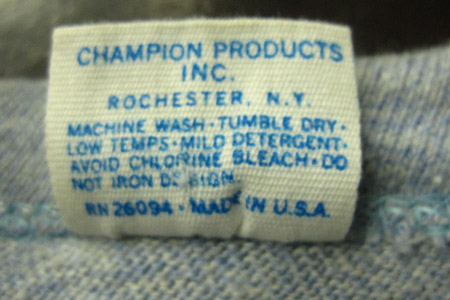 CHAMPION PRODUCTS
INC.
ROCHESTER, N.Y.
MACHINE WASH • TUMBLE DRY •
LOW TEMPS • MILD DETERGENT •
AVOID CHLORINE BLEACH • DO
NOT IRON DESIGN
RN 26094 • MADE IN U.S.A.